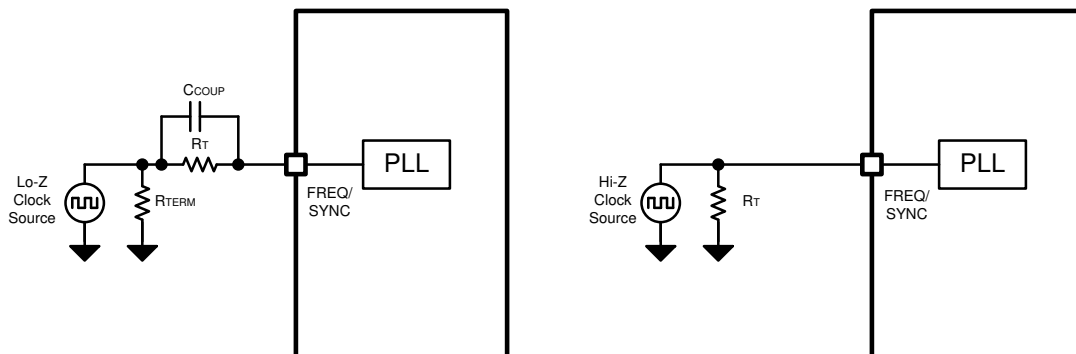 CCOUP
RT
PLL
Lo-Z
Clock
Source
RTERM
FREQ/
SYNC
Hi-Z
Clock
Source
RT
PLL
FREQ/
SYNC